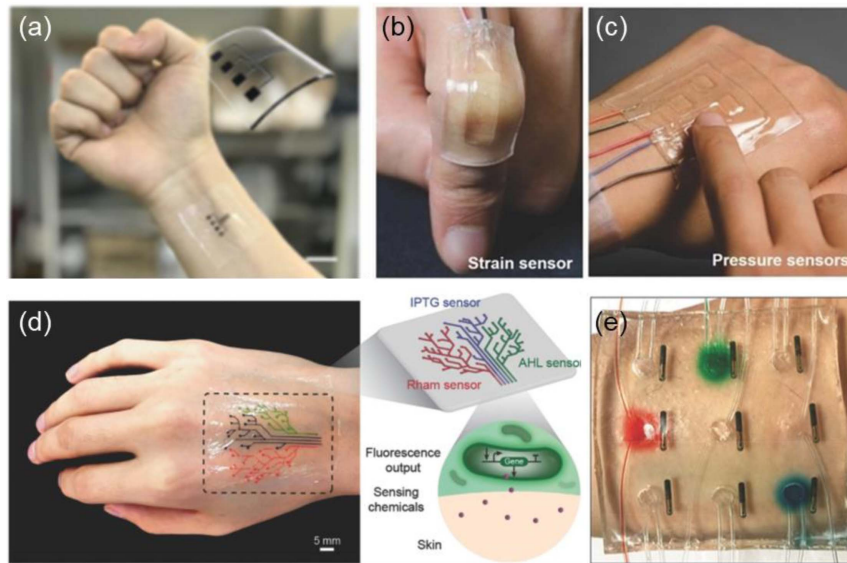 (a)
(b)
Strain sensor
(c)
Pressure sensors
(d)
5 mm
IPTG sensor
AHL sensor
Rham sensor
Fluorescence
output
Gene
Sensing
chemicals
Skin
(e)